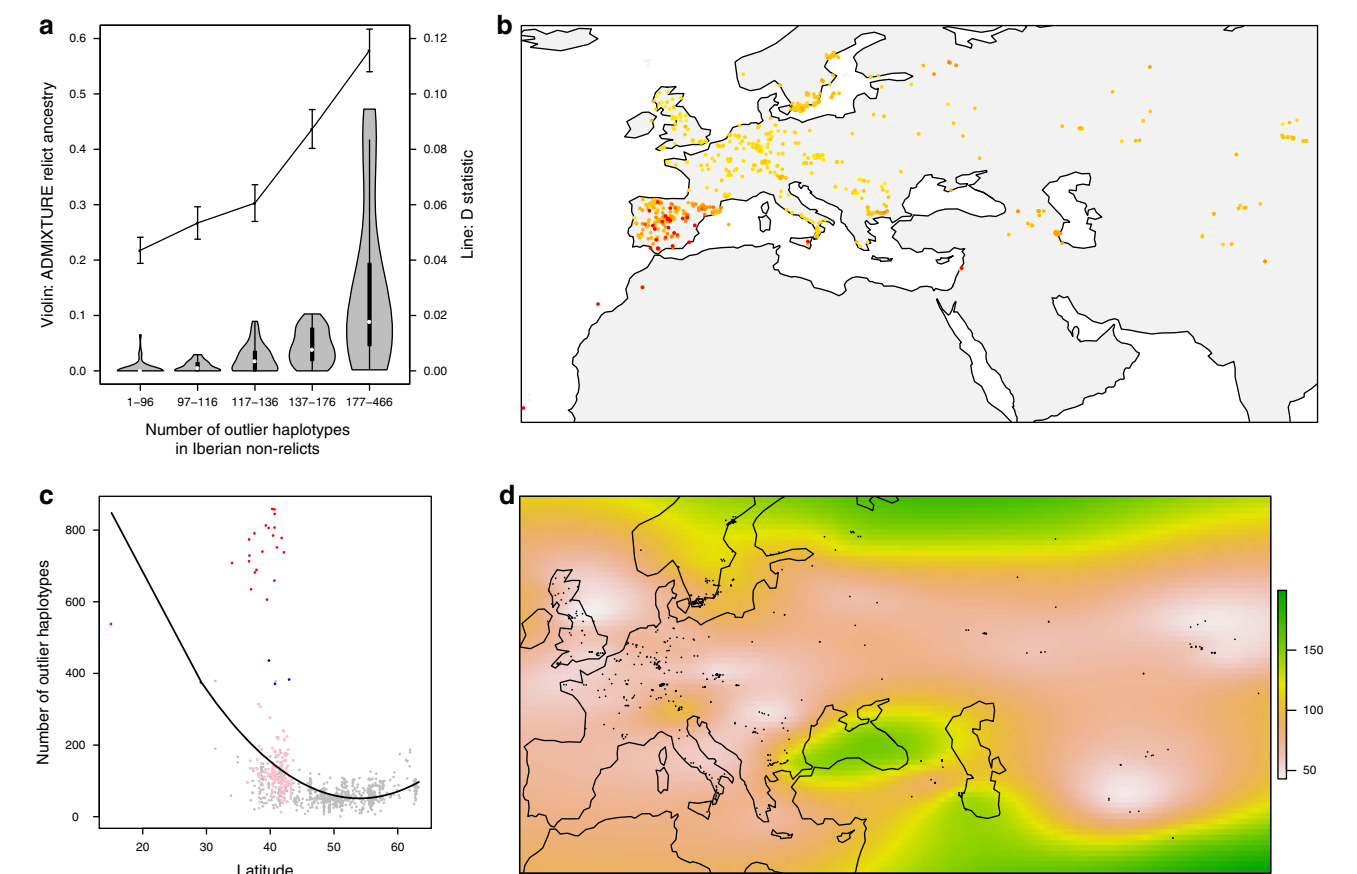 a
Violin: ADMIXTURE relict ancestry
0.6
0.5
0.4
0.3
0.2
0.1
0.0
0.12
0.10
0.08
0.06
0.04
0.02
0.00
Line: D statistic
1–96 97–116 117–136 137–176 177–466
Number of outlier haplotypes
in Iberian non-relicts
b
c
Number of outlier haplotypes
800
600
400
200
0
20 30 40 50 60
Latitude
d
150
100
50